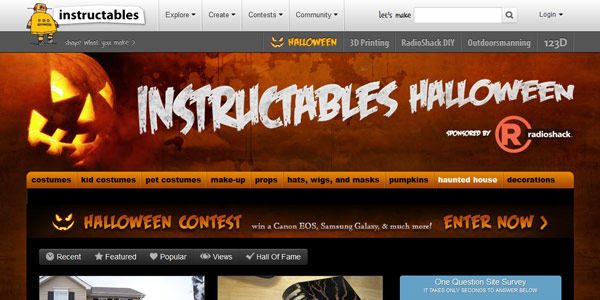 instructables
Explore Create Contests Community let's make Login
share what you make >
HALLOWEEN 3D Printing RadioShack DIY Outdoorsmanning 123D
INSTRUCTABLES HALLOWEEN
SPONSORED BY R radioshack.
costumes kid costumes pet costumes make-up props hats, wigs, and masks pumpkins haunted house decorations
HALLOWEEN CONTEST win a Canon EOS, Samsung Galaxy, & much more! ENTER NOW >
Recent Featured Popular Views Hall Of Fame
One Question Site Survey
IT TAKES ONLY SECONDS TO ANSWER BELOW